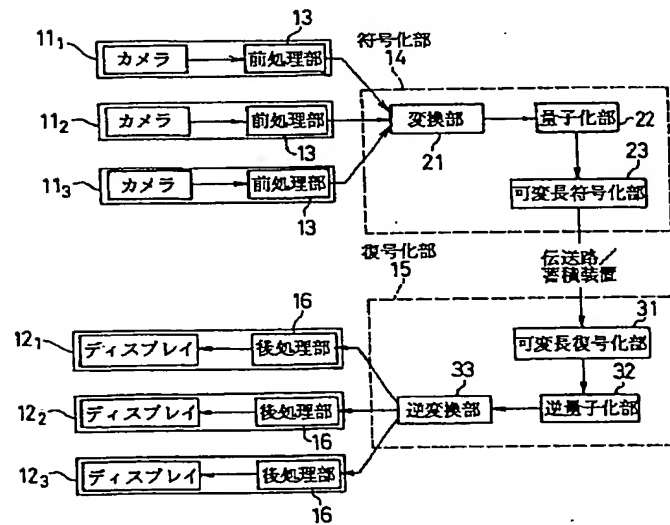 13
符号化部
14
11₁
カメラ
前処理部
11₂
カメラ
前処理部
13
変換部
21
量子化部
22
23
可変長符号化部
11₃
カメラ
前処理部
13
伝送路/
蓄積装置
復号化部
15
16
31
可変長復号化部
12₁
ディスプレイ
後処理部
33
32
12₂
ディスプレイ
後処理部
16
逆変換部
逆量子化部
12₃
ディスプレイ
後処理部
16